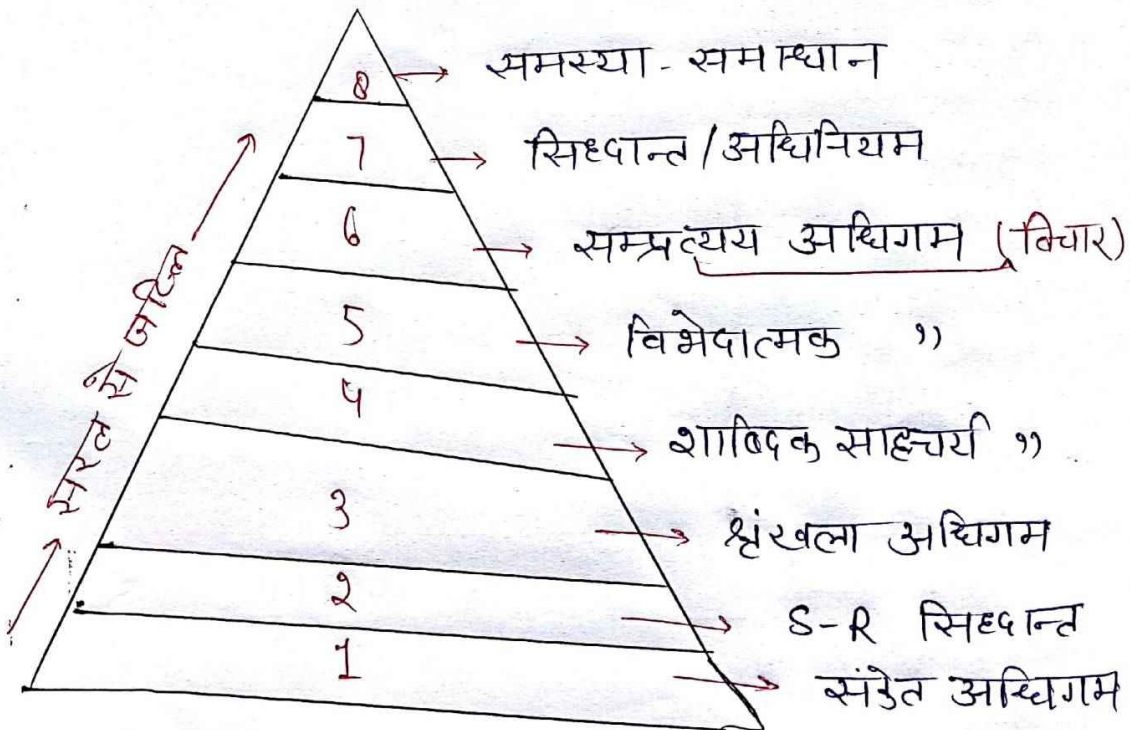 8 → समस्या - समाधान
7 → सिद्धान्त / अधिनियम
6 → सम्प्रत्यय अधिगम (विचार)
5 → विभेदात्मक ”
4 → शाब्दिक साहचर्य ”
3 → श्रृंखला अधिगम
2 → S-R सिद्धान्त
1 → संकेत अधिगम
→ सरल से जटिल →